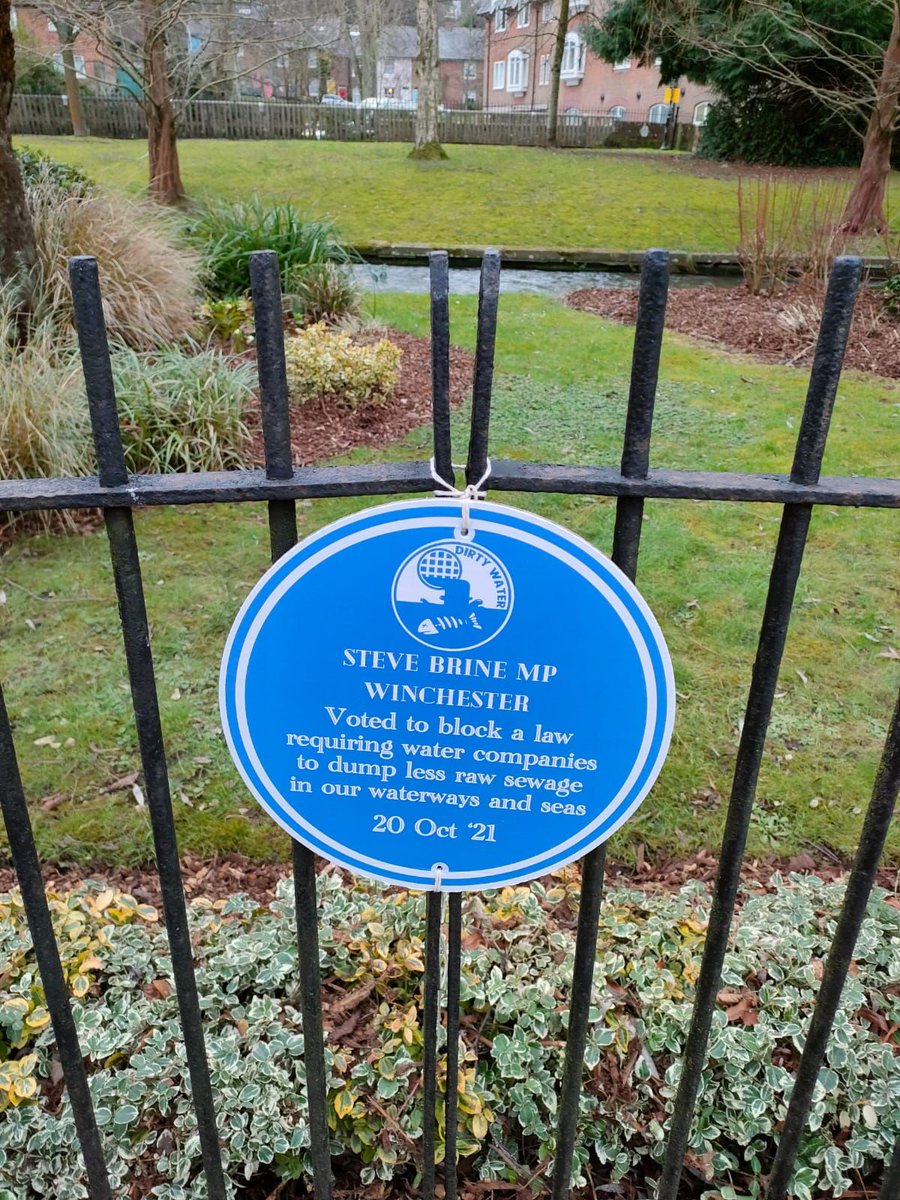 DIRTY WATER
STEVE BRINE MP
WINCHESTER
Voted to block a law
requiring water companies
to dump less raw sewage
in our waterways and seas
20 Oct ‘21